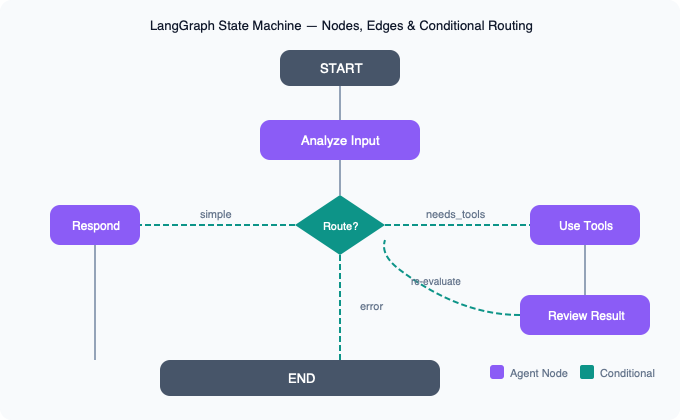 LangGraph State Machine — Nodes, Edges & Conditional Routing
START
Analyze Input
Respond
simple
Route?
needs_tools
Use Tools
re-evaluate
error
Review Result
END
Agent Node
Conditional